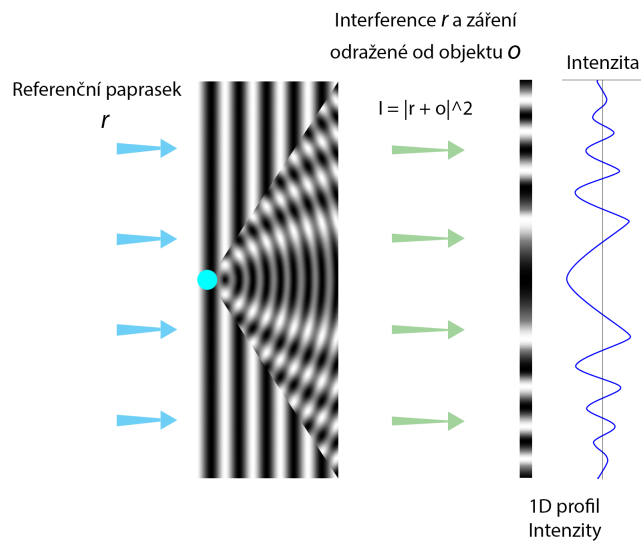 Interference r a záření
odražené od objektu o
Intenzita
Referenční paprasek
r
I = |r + o|^2
1D profil
Intenzity